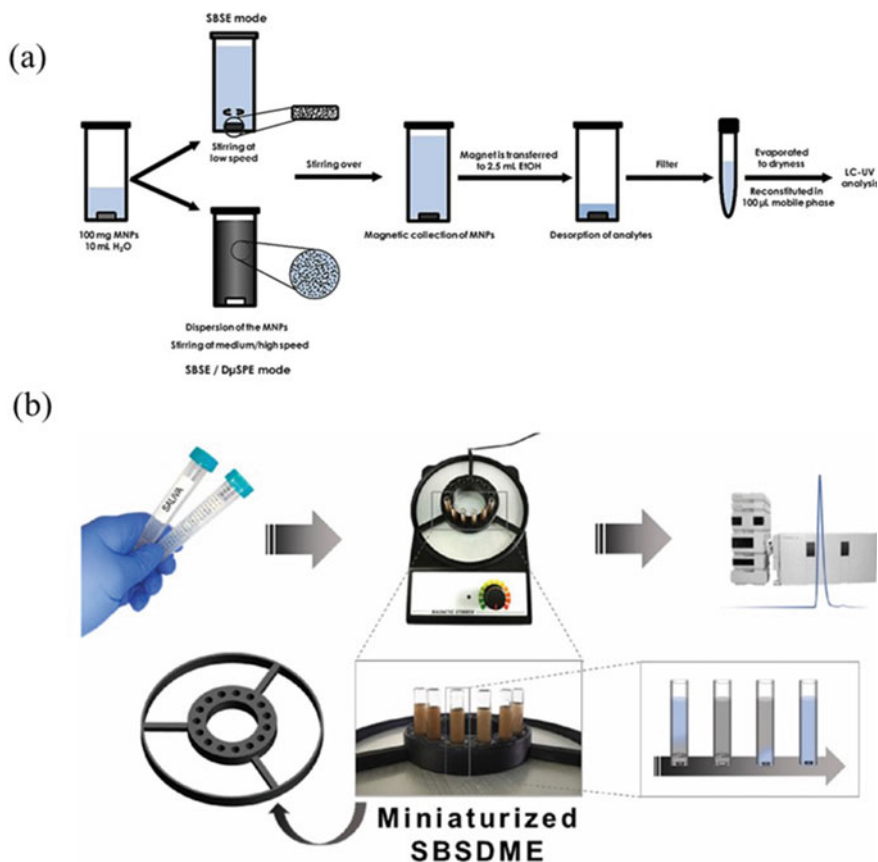 (a)
SBSE mode
Stirring at
low speed
100 mg MNPs
10 mL H₂O
Dispersion of the MNPs
Stirring at medium/high speed
SBSE / DµSPE mode
Stirring over
Magnetic collection of MNPs
Magnet is transferred
to 2.5 mL EtOH
Desorption of analytes
Filter
Evaporated
to dryness
Reconstituted in
100 µL mobile phase
LC-UV
analysis
(b)
SALIVA
MAGNETIC STIRRER
Miniaturized
SBSDME